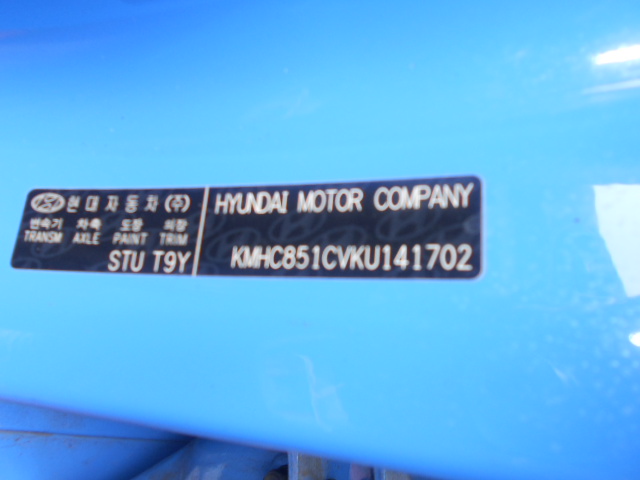 현대자동차(주)
변속기 차축 도장 의장
TRANSM AXLE PAINT TRIM
STU T9Y
HYUNDAI MOTOR COMPANY
KMHC851CVKU141702